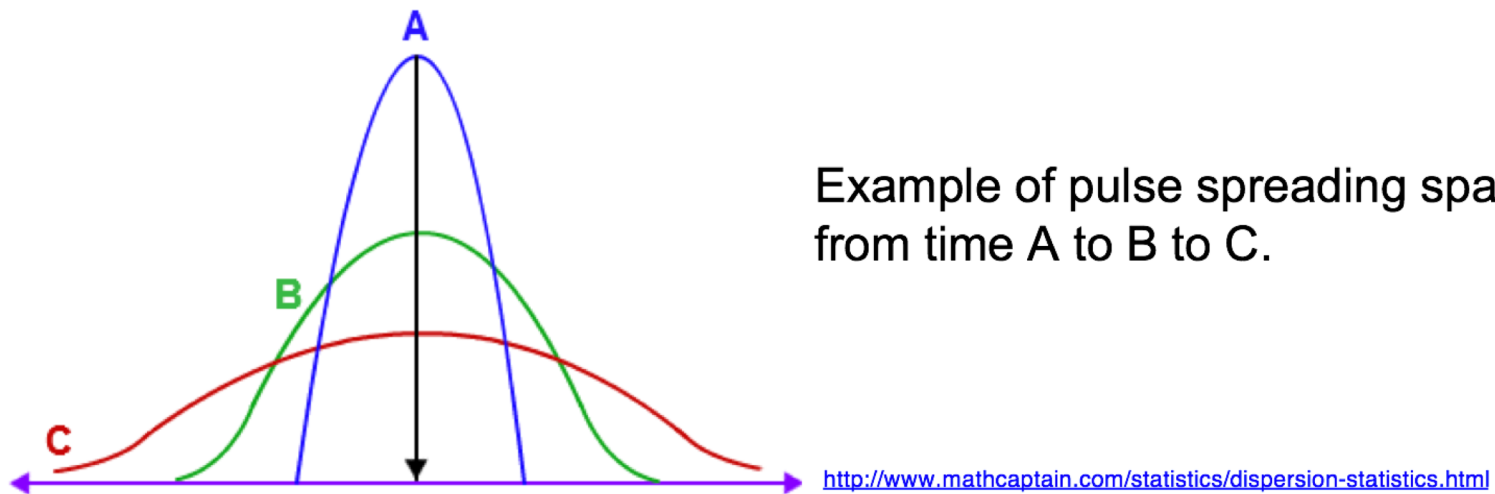 A
B
C
Example of pulse spreading spa
from time A to B to C.
http://www.mathcaptain.com/statistics/dispersion-statistics.html